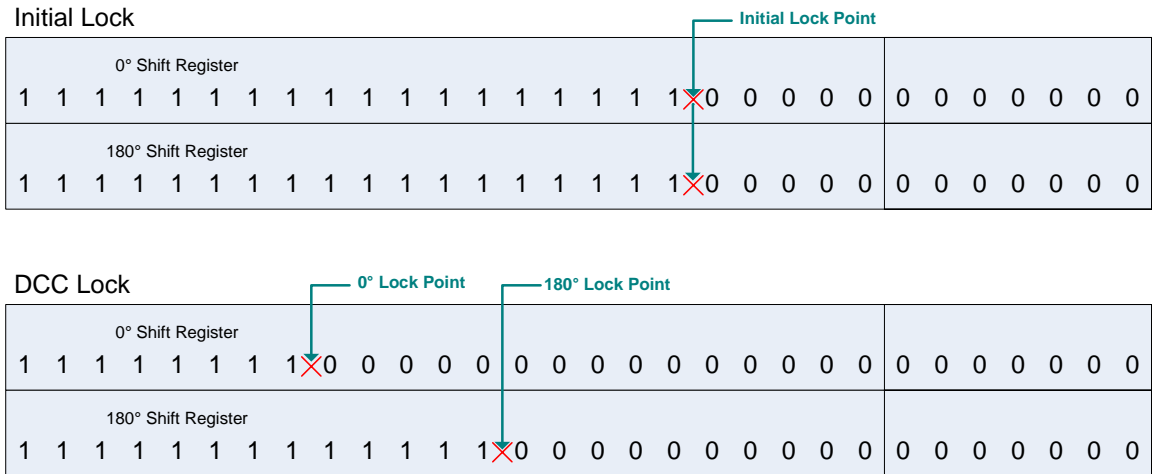 Initial Lock
Initial Lock Point
0° Shift Register
1 1 1 1 1 1 1 1 1 1 1 1 1 1 1 1 1 1 0 0 0 0 0 0 0 0 0 0 0 0
180° Shift Register
1 1 1 1 1 1 1 1 1 1 1 1 1 1 1 1 1 1 0 0 0 0 0 0 0 0 0 0 0 0
DCC Lock
0° Lock Point
180° Lock Point
0° Shift Register
1 1 1 1 1 1 1 1 0 0 0 0 0 0 0 0 0 0 0 0 0 0 0 0 0 0 0 0 0 0
180° Shift Register
1 1 1 1 1 1 1 1 1 1 1 1 1 0 0 0 0 0 0 0 0 0 0 0 0 0 0 0 0 0